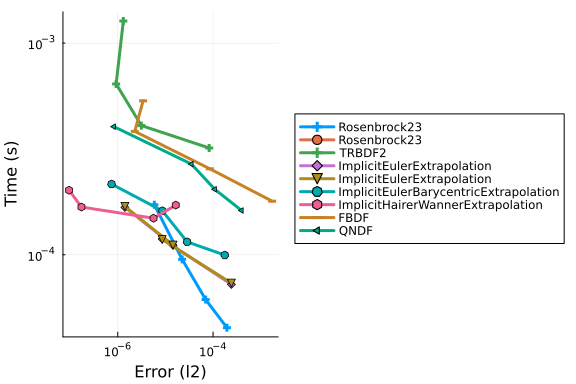 10⁻³
10⁻⁴
Time (s)
10⁻⁶
10⁻⁴
Error (l2)
Rosenbrock23
Rosenbrock23
TRBDF2
ImplicitEulerExtrapolation
ImplicitEulerExtrapolation
ImplicitEulerBarycentricExtrapolation
ImplicitHairerWannerExtrapolation
FBDF
QNDF